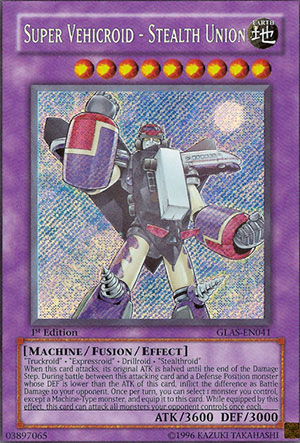 SUPER VEHICROID - STEALTH UNION
EARTH
地
1st Edition
GLAS-EN041
[MACHINE / FUSION / EFFECT]
"Truckroid" + "Expressroid" + "Drillroid" + "Stealthroid"
When this card attacks, its original ATK is halved until the end of the Damage
Step. During battle between this attacking card and a Defense Position monster
whose DEF is lower than the ATK of this card, inflict the difference as Battle
Damage to your opponent. Once per turn, you can select 1 monster you control,
except a Machine-Type monster, and equip it to this card. While equipped by this
effect, this card can attack all monsters your opponent controls once each.
ATK/3600 DEF/3000
03897065
©1996 KAZUKI TAKAHASHI